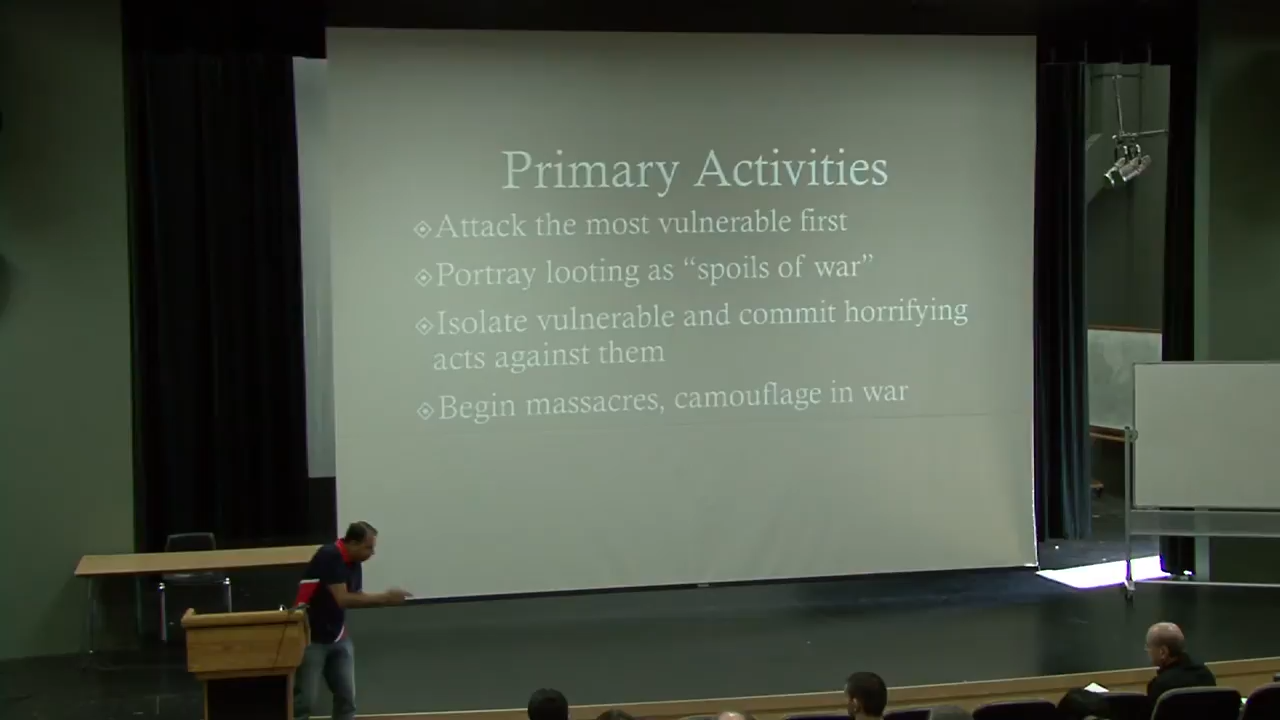 Primary Activities
Attack the most vulnerable first
Portray looting as “spoils of war”
Isolate vulnerable and commit horrifying
acts against them
Begin massacres, camouflage in war